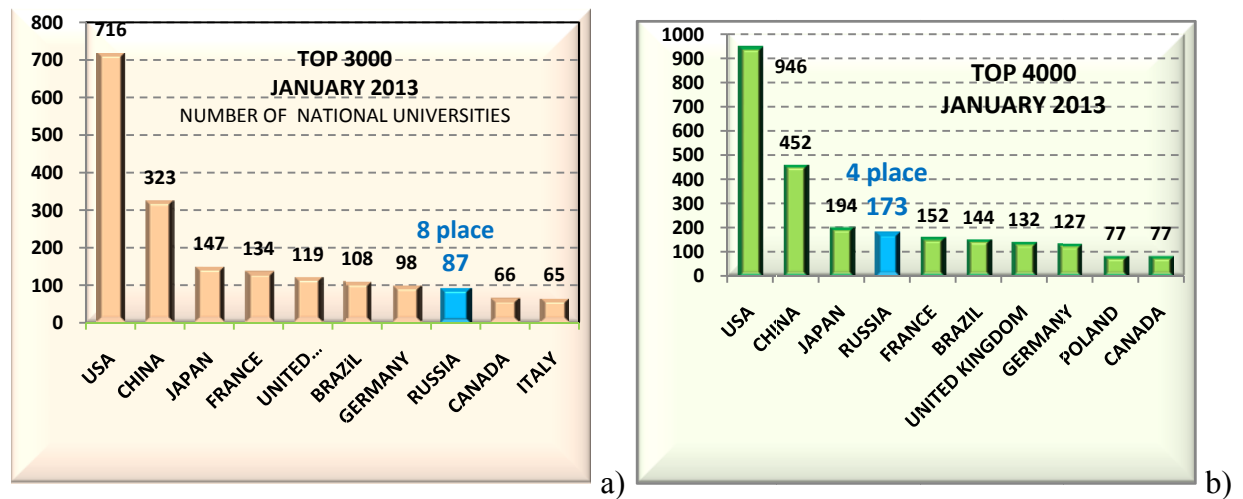 800
700
600
500
400
300
200
100
0
716
323
147
134
119
108
98
8 place
87
66
65
TOP 3000
JANUARY 2013
NUMBER OF NATIONAL UNIVERSITIES
USA
CHINA
JAPAN
FRANCE
UNITED...
BRAZIL
GERMANY
RUSSIA
CANADA
ITALY
a)
1000
900
800
700
600
500
400
300
200
100
0
946
452
194
4 place
173
152
144
132
127
77
77
TOP 4000
JANUARY 2013
USA
CHINA
JAPAN
RUSSIA
FRANCE
BRAZIL
UNITED KINGDOM
GERMANY
POLAND
CANADA
b)